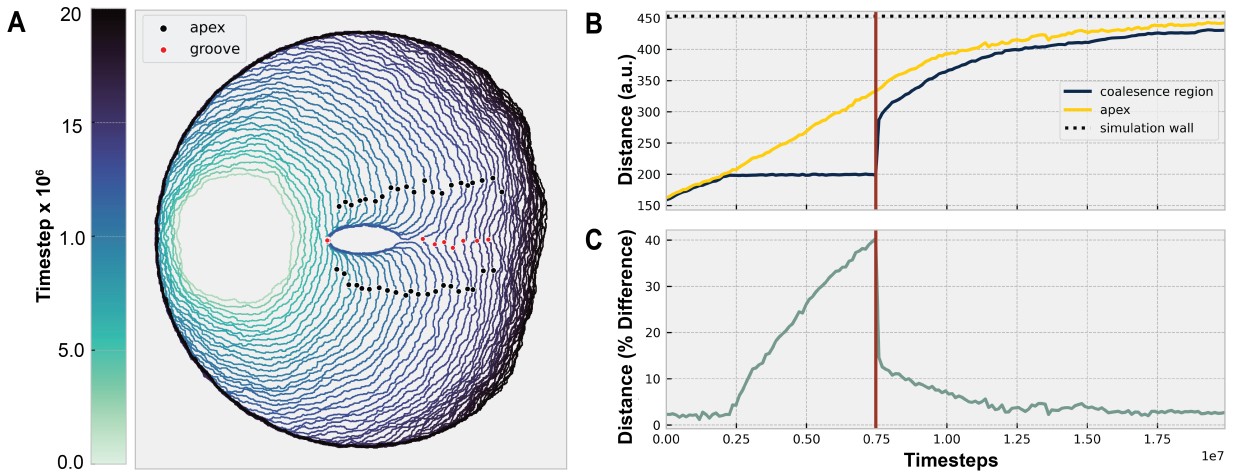 A
20
15
1.0
5.0
0.0
Timestep x 10⁶
apex
groove
B
450
400
350
300
250
200
150
Distance (a.u.)
coalesence region
apex
simulation wall
C
40
30
20
10
0
Distance (% Difference)
0.00
0.25
0.5
0.75
1.00
1.25
1.50
1.75
1e7
Timesteps